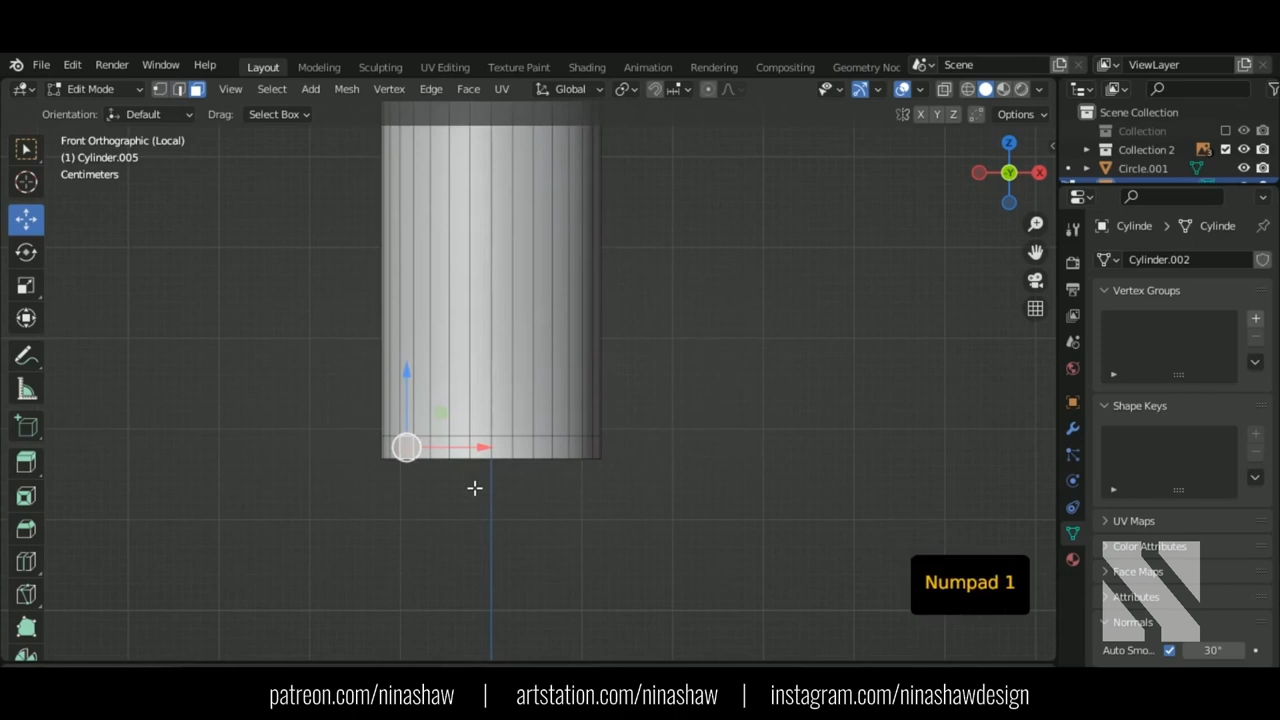 File Edit Render Window Help Layout Modeling Sculpting UV Editing Texture Paint Shading Animation Rendering Compositing Geometry Noc Scene ViewLayer
Edit Mode View Select Add Mesh Vertex Edge Face UV Global
Orientation: Default Drag: Select Box X Y Z Options
Scene Collection
Collection
Collection 2
Circle.001
Front Orthographic (Local)
(1) Cylinder.005
Centimeters
Z
-Y
X
Cylinde > Cylinde
Cylinder.002
Vertex Groups
Shape Keys
UV Maps
Color Attributes
Face Maps
Attributes
Normals
Auto Smo... 30°
Numpad 1
patreon.com/ninashaw | artstation.com/ninashaw | instagram.com/ninashawdesign